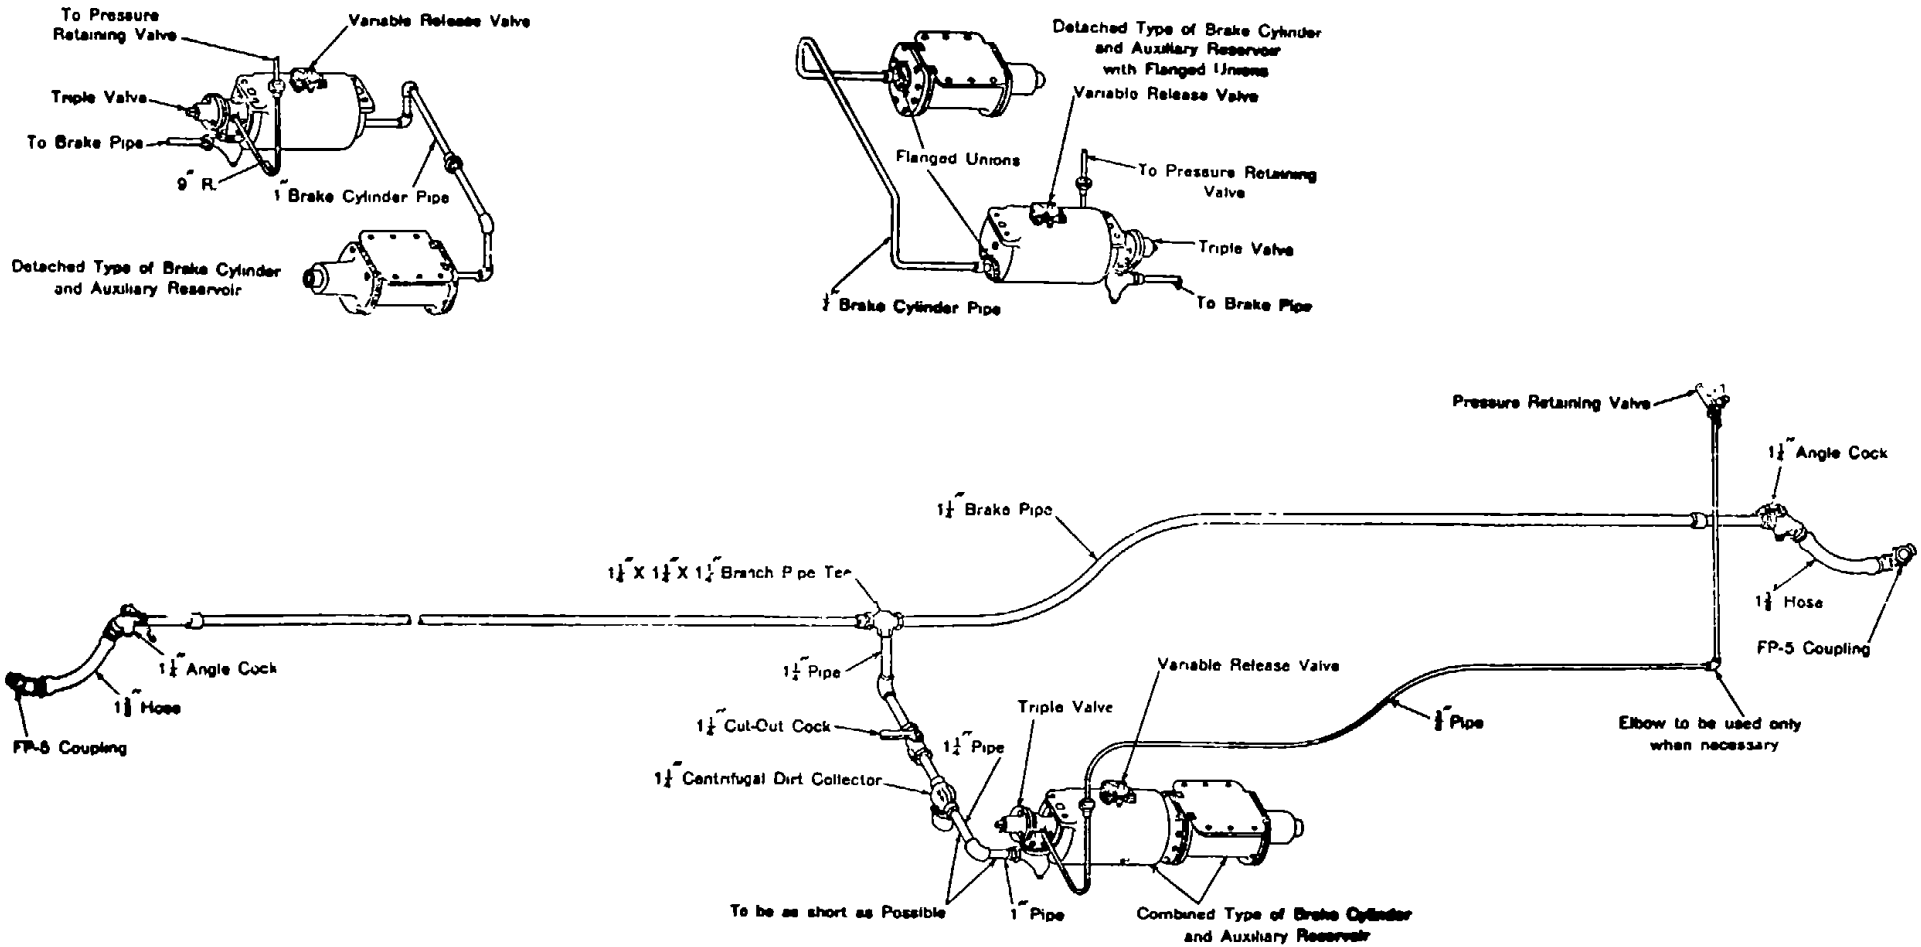 To Pressure
Retaining Valve
Variable Release Valve
Triple Valve
To Brake Pipe
9" R.
1" Brake Cylinder Pipe
Detached Type of Brake Cylinder
and Auxiliary Reservoir
Detached Type of Brake Cylinder
and Auxiliary Reservoir
with Flanged Unions
Variable Release Valve
Flanged Unions
To Pressure Retaining
Valve
Triple Valve
To Brake Pipe
Brake Cylinder Pipe
Pressure Retaining Valve
1¼" Angle Cock
1¼" Brake Pipe
1¼" X 1¼" X 1¼" Branch Pipe Tee
1⅜" Hose
FP-5 Coupling
1¼" Angle Cock
1⅜" Hose
FP-5 Coupling
1¼" Pipe
Variable Release Valve
1¼" Cut-Out Cock
1¼" Pipe
Triple Valve
⅜" Pipe
Elbow to be used only
when necessary
1¼" Centrifugal Dirt Collector
To be as short as Possible
1" Pipe
Combined Type of Brake Cylinder
and Auxiliary Reservoir